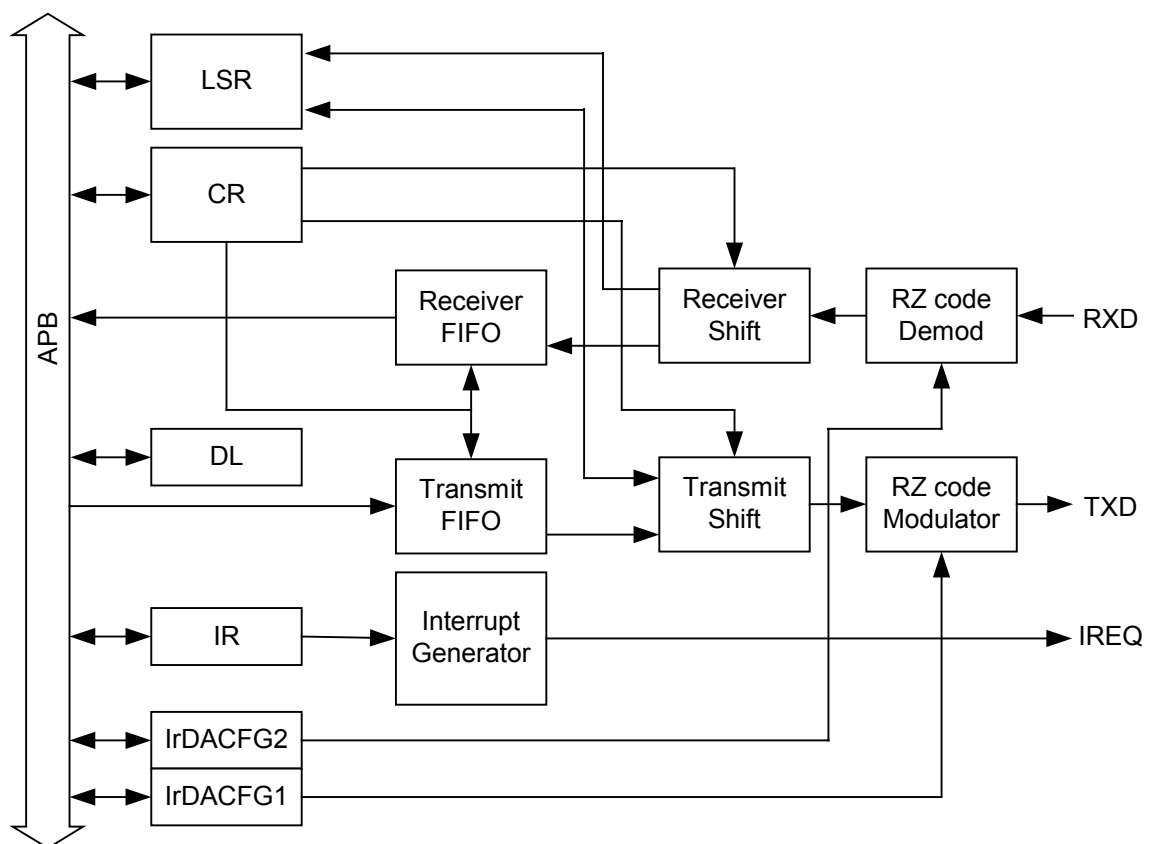 APB
LSR
CR
Receiver
FIFO
Receiver
Shift
RZ code
Demod
RXD
DL
Transmit
FIFO
Transmit
Shift
RZ code
Modulator
TXD
IR
Interrupt
Generator
IREQ
IrDACFG2
IrDACFG1